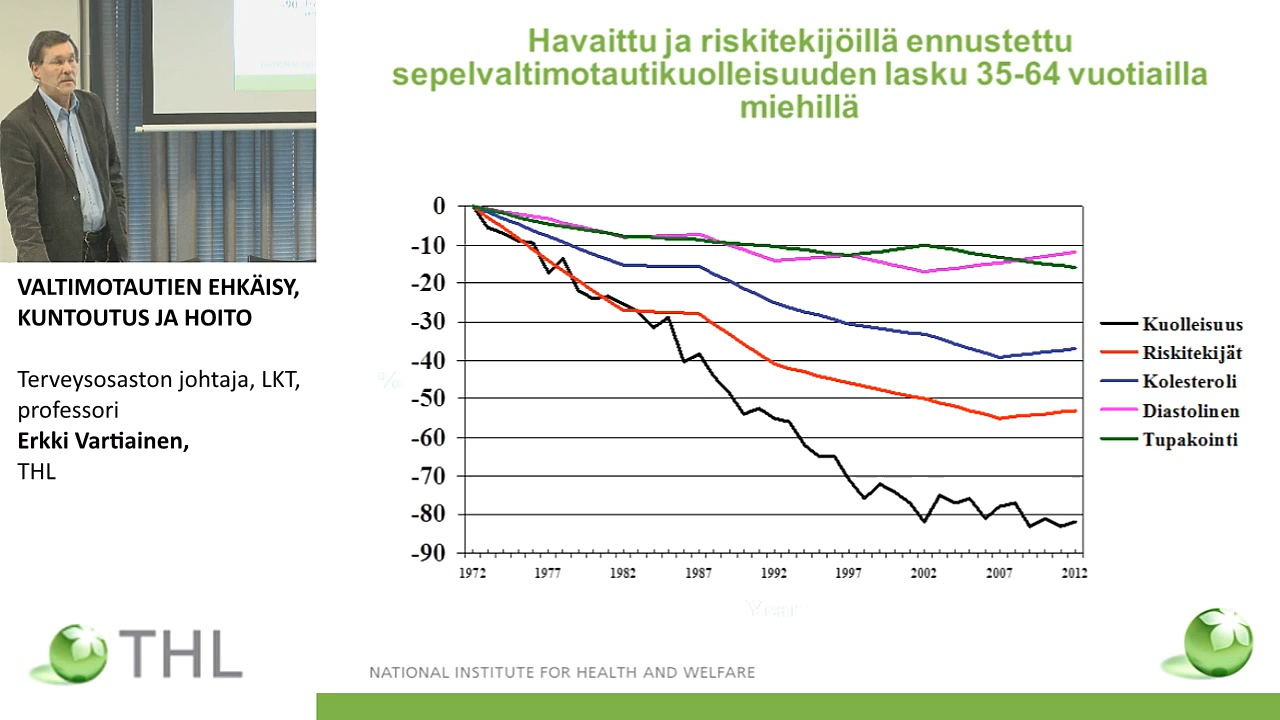 VALTIMOTAUTIEN EHKÄISY,
KUNTOUTUS JA HOITO
Terveysosaston johtaja, LKT,
professori
Erkki Vartiainen,
THL
THL
Havaittu ja riskitekijöillä ennustettu
sepelvaltimotautikuolleisuuden lasku 35-64 vuotiailla
miehillä
0
-10
-20
-30
-40
-50
-60
-70
-80
-90
%
1972 1977 1982 1987 1992 1997 2002 2007 2012
Year
Kuolleisuus
Riskitekijät
Kolesteroli
Diastolinen
Tupakointi
NATIONAL INSTITUTE FOR HEALTH AND WELFARE